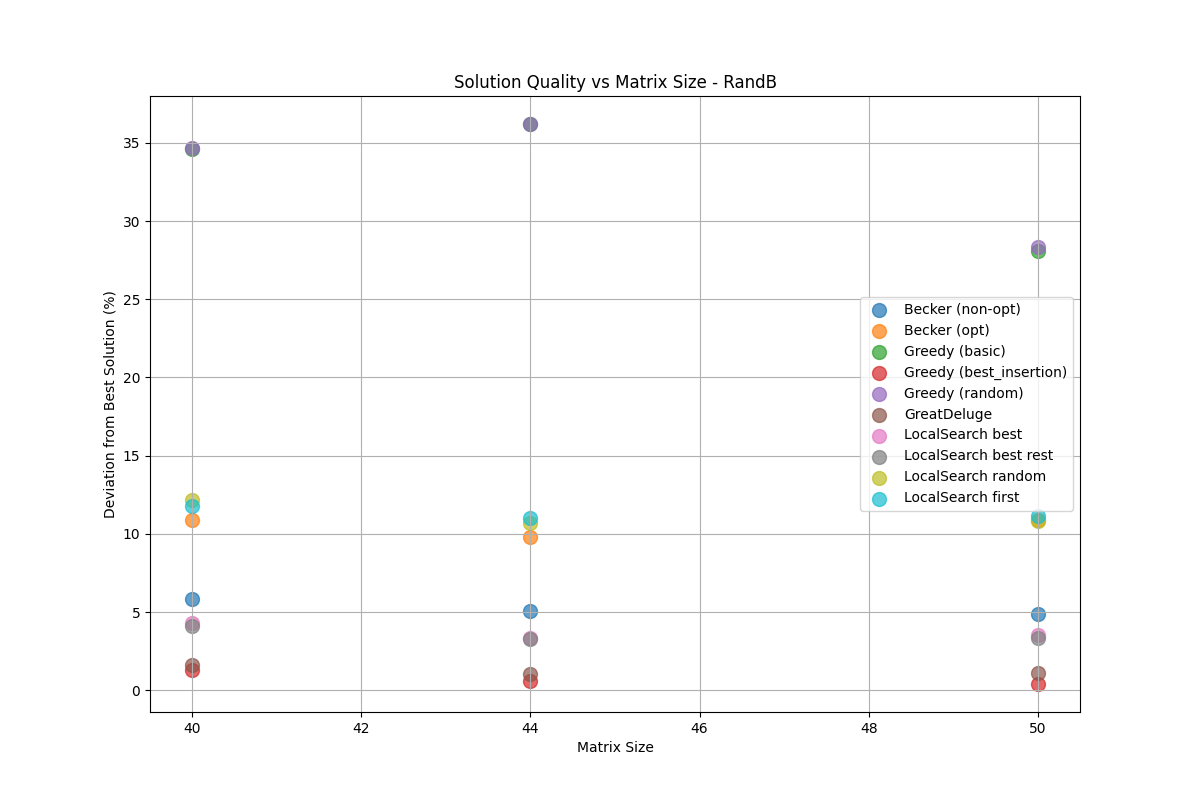 Solution Quality vs Matrix Size - RandB
Deviation from Best Solution (%)
35
30
25
20
15
10
5
0
Becker (non-opt)
Becker (opt)
Greedy (basic)
Greedy (best_insertion)
Greedy (random)
GreatDeluge
LocalSearch best
LocalSearch best rest
LocalSearch random
LocalSearch first
40 42 44 46 48 50
Matrix Size